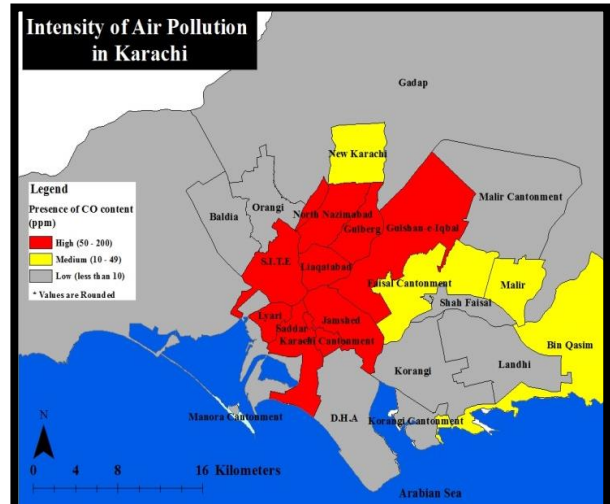 Intensity of Air Pollution
in Karachi
Gadap
New Karachi
Legend
Presence of CO content
(ppm)
High (50 - 200)
Medium (10 - 49)
Low (less than 10)
* Values are Rounded
Orangi
Baldia
North Nazimabad
Gulberg
Gulshan-e-Iqbal
Malir Cantonment
S.I.T.E
Liaqatabad
Faisal Cantonment
Malir
Shah Faisal
Lyari
Saddar
Jamshed
Karachi Cantonment
Bin Qasim
Korangi
Landhi
Manora Cantonment
D.H.A
Korangi Cantonment
N
0 4 8 16 Kilometers
Arabian Sea